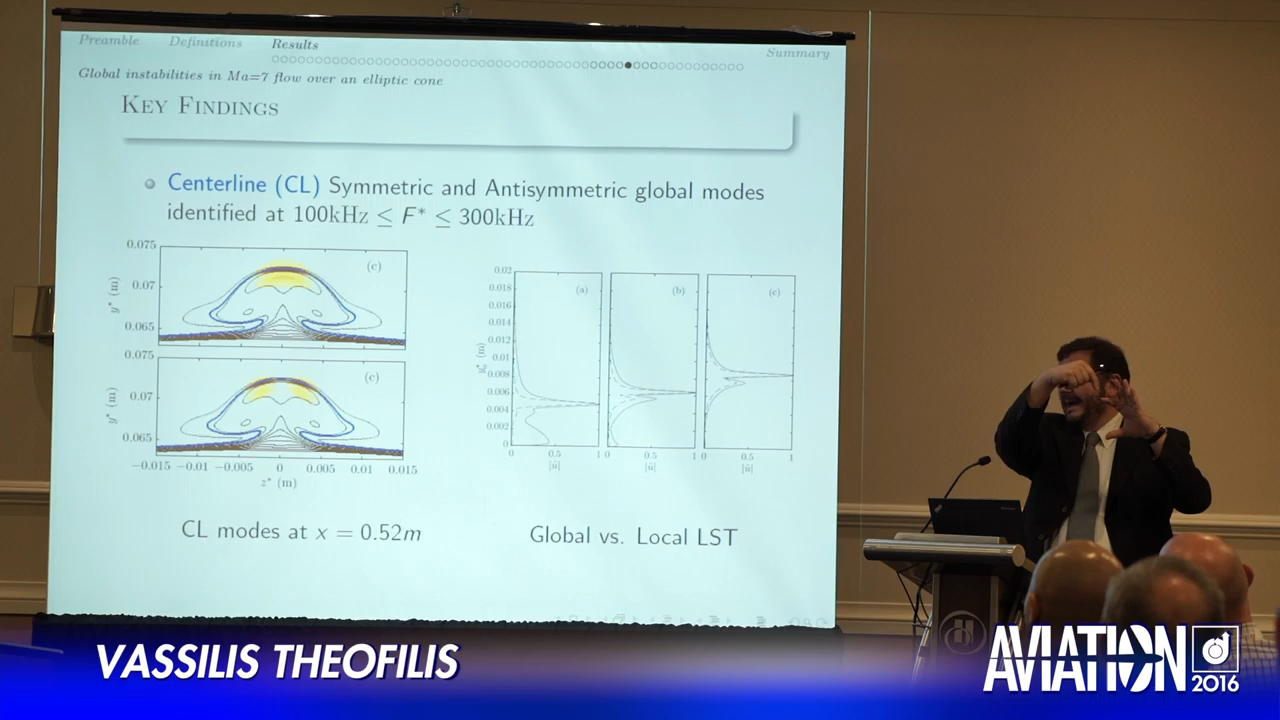 Preamble Definitions Results Summary
Global instabilities in Ma=7 flow over an elliptic cone
KEY FINDINGS
Centerline (CL) Symmetric and Antisymmetric global modes
identified at 100kHz ≤ F* ≤ 300kHz
0.075
(c)
y* (m)
0.07
0.065
0.075
(c)
y* (m)
0.07
0.065
−0.015 −0.01 −0.005 0 0.005 0.01 0.015
z* (m)
CL modes at x = 0.52m
0.02
(a) (b) (c)
0.018
0.016
0.014
0.012
0.01
0.008
0.006
0.004
0.002
0
0 0.5 1 0 0.5 1 0 0.5 1
|û| |û| |û|
Global vs. Local LST
VASSILIS THEOFILIS
AVIATION
2016